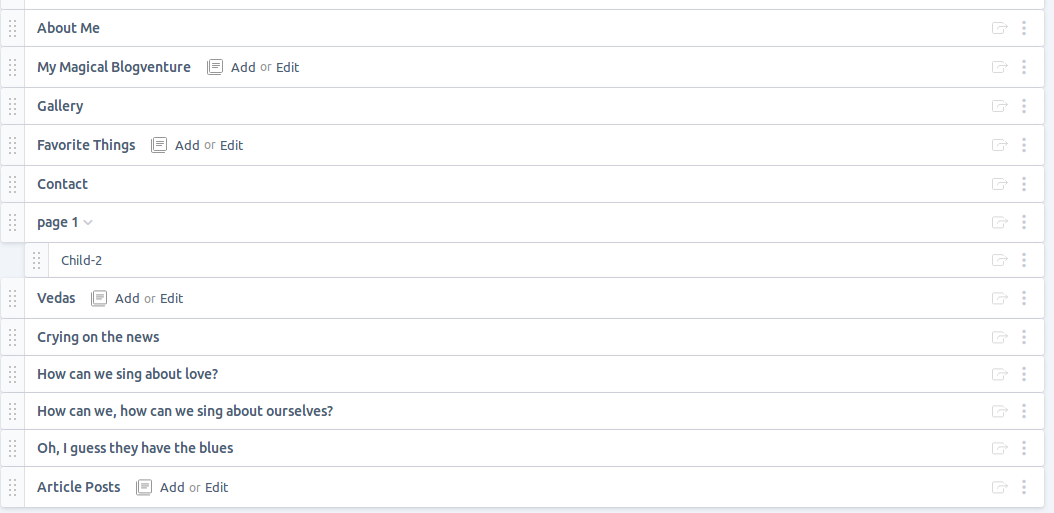 About Me
My Magical Blogventure Add or Edit
Gallery
Favorite Things Add or Edit
Contact
page 1
Child-2
Vedas Add or Edit
Crying on the news
How can we sing about love?
How can we, how can we sing about ourselves?
Oh, I guess they have the blues
Article Posts Add or Edit